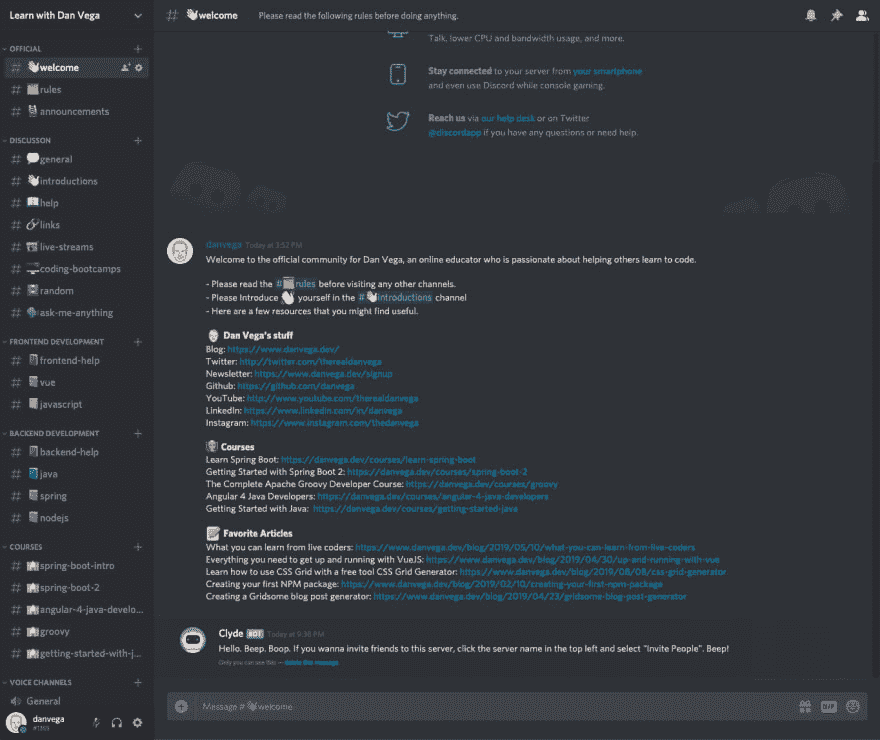 Learn with Dan Vega
# welcome Please read the following rules before doing anything.
OFFICIAL
# welcome
# rules
# announcements
DISCUSSON
# general
# introductions
# help
# links
# live-streams
# coding-bootcamps
# random
# ask-me-anything
FRONTEND DEVELOPMENT
# frontend-help
# vue
# javascript
BACKEND DEVELOPMENT
# backend-help
# java
# spring
# nodejs
COURSES
# spring-boot-intro
# spring-boot-2
# angular-4-java-develo...
# groovy
# getting-started-with-j...
VOICE CHANNELS
General
danvega
#1355
Talk, lower CPU and bandwidth usage, and more.
Stay connected to your server from your smartphone
and even use Discord while console gaming.
Reach us via our help desk or on Twitter
@discordapp if you have any questions or need help.
danvega Today at 3:52 PM
Welcome to the official community for Dan Vega, an online educator who is passionate about helping others learn to code.
- Please read the # rules before visiting any other channels.
- Please Introduce yourself in the # introductions channel
- Here are a few resources that you might find useful.
Dan Vega's stuff
Blog: https://www.danvega.dev/
Twitter: http://twitter.com/therealdanvega
Newsletter: https://www.danvega.dev/signup
Github: https://github.com/danvega
YouTube: http://www.youtube.com/therealdanvega
LinkedIn: https://www.linkedin.com/in/danvega
Instagram: https://www.instagram.com/thedanvega
Courses
Learn Spring Boot: https://danvega.dev/courses/learn-spring-boot
Getting Started with Spring Boot 2: https://danvega.dev/courses/spring-boot-2
The Complete Apache Groovy Developer Course: https://danvega.dev/courses/groovy
Angular 4 Java Developers: https://danvega.dev/courses/angular-4-java-developers
Getting Started with Java: https://danvega.dev/courses/getting-started-java
Favorite Articles
What you can learn from live coders: https://www.danvega.dev/blog/2019/05/10/what-you-can-learn-from-live-coders
Everything you need to get up and running with VueJS: https://www.danvega.dev/blog/2019/04/30/up-and-running-with-vue
Learn how to use CSS Grid with a free tool CSS Grid Generator: https://www.danvega.dev/blog/2019/08/08/css-grid-generator
Creating your first NPM package: https://www.danvega.dev/blog/2019/02/10/creating-your-first-npm-package
Creating a Gridsome blog post generator: https://www.danvega.dev/blog/2019/04/23/gridsome-blog-post-generator
Clyde BOT Today at 9:38 PM
Hello. Beep. Boop. If you wanna invite friends to this server, click the server name in the top left and select "Invite People". Beep!
Only you can see this — delete this message.
Message # welcome
GIF